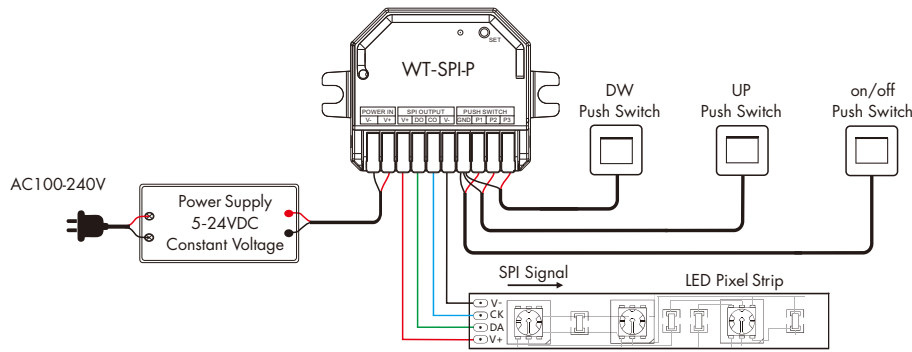 SET
WT-SPI-P
POWER IN SPI OUTPUT PUSH SWITCH
V- V+ V+ DO CO V- GND P1 P2 P3
DW
Push Switch
UP
Push Switch
on/off
Push Switch
AC100-240V
Power Supply
5-24VDC
Constant Voltage
SPI Signal
LED Pixel Strip
V-
CK
DA
V+